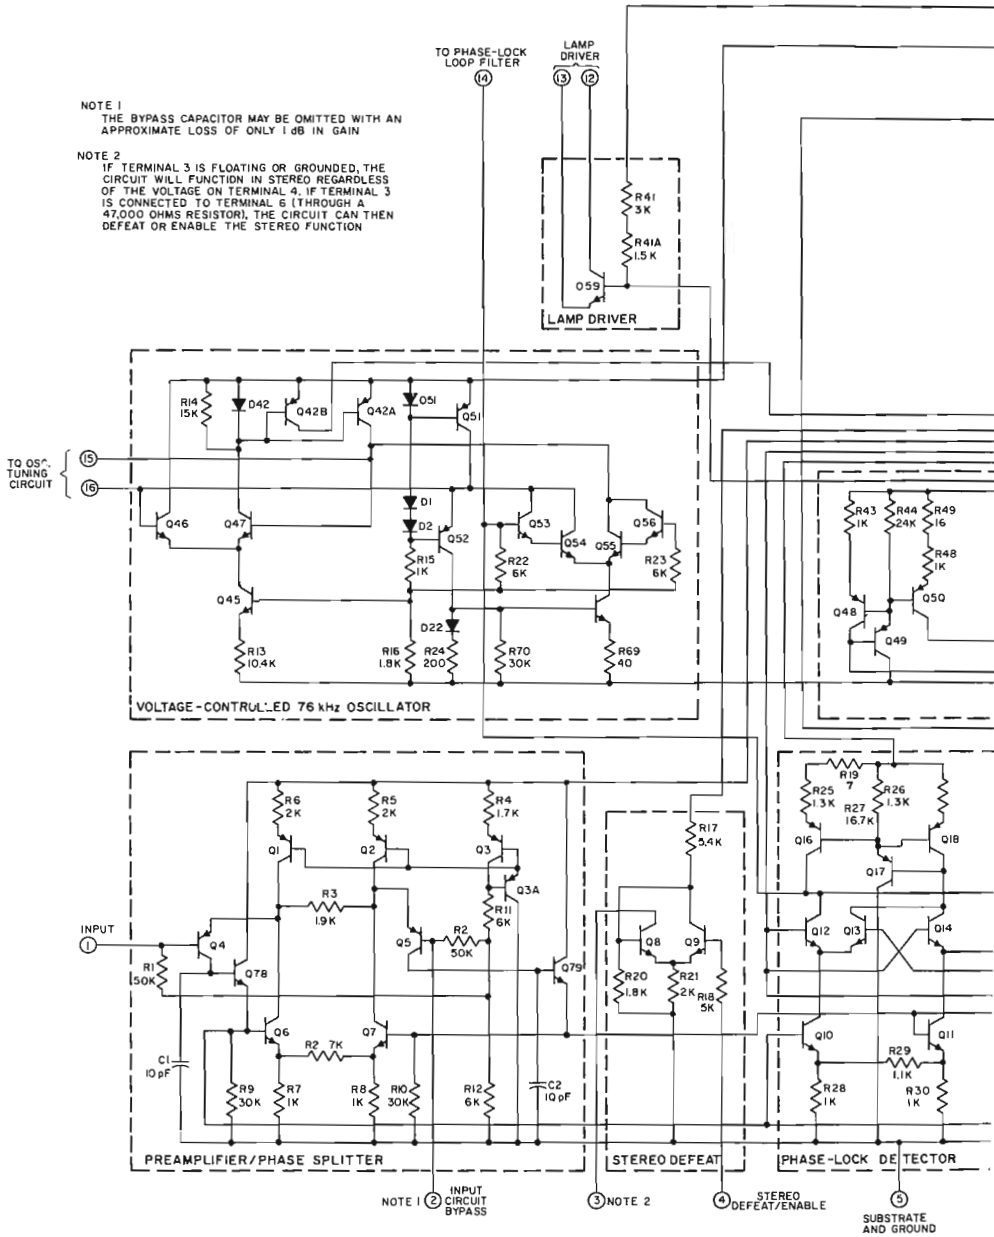 TO PHASE-LOCK
LOOP FILTER
14
LAMP
DRIVER
13
12
NOTE 1
THE BYPASS CAPACITOR MAY BE OMITTED WITH AN
APPROXIMATE LOSS OF ONLY 1 dB IN GAIN
NOTE 2
IF TERMINAL 3 IS FLOATING OR GROUNDED, THE
CIRCUIT WILL FUNCTION IN STEREO REGARDLESS
OF THE VOLTAGE ON TERMINAL 4. IF TERMINAL 3
IS CONNECTED TO TERMINAL 6 (THROUGH A
47,000 OHMS RESISTOR), THE CIRCUIT CAN THEN
DEFEAT OR ENABLE THE STEREO FUNCTION
R41
3K
R41A
1.5K
Q59
LAMP DRIVER
R14
15K
D42
Q42B
Q42A
D51
Q51
TO OSC.
TUNING
CIRCUIT
15
16
Q46
Q47
D1
D2
Q52
Q53
Q54
Q55
Q56
R15
1K
R22
6K
R23
6K
Q45
D22
R13
10.4K
R16
1.8K
R24
200
R70
30K
R69
40
VOLTAGE-CONTROLLED 76 kHz OSCILLATOR
R43
1K
R44
24K
R49
16
R48
1K
Q48
Q50
Q49
R6
2K
R5
2K
R4
1.7K
Q1
Q2
Q3
Q3A
R3
1.9K
R11
6K
INPUT
1
Q4
Q5
R2
50K
R1
50K
Q78
Q79
Q6
Q7
R2 7K
C1
10 pF
R9
30K
R7
1K
R8
1K
R10
30K
R12
6K
C2
10 pF
PREAMPLIFIER/PHASE SPLITTER
R17
5.4K
Q8
Q9
R20
1.8K
R21
2K
R18
5K
STEREO DEFEAT
R19
7
R25
1.3K
R26
1.3K
R27
16.7K
Q16
Q18
Q17
Q12
Q13
Q14
Q10
Q11
R29
1.1K
R28
1K
R30
1K
PHASE-LOCK DETECTOR
NOTE 1
2
INPUT
CIRCUIT
BYPASS
3
NOTE 2
4
STEREO
DEFEAT/ENABLE
5
SUBSTRATE
AND GROUND